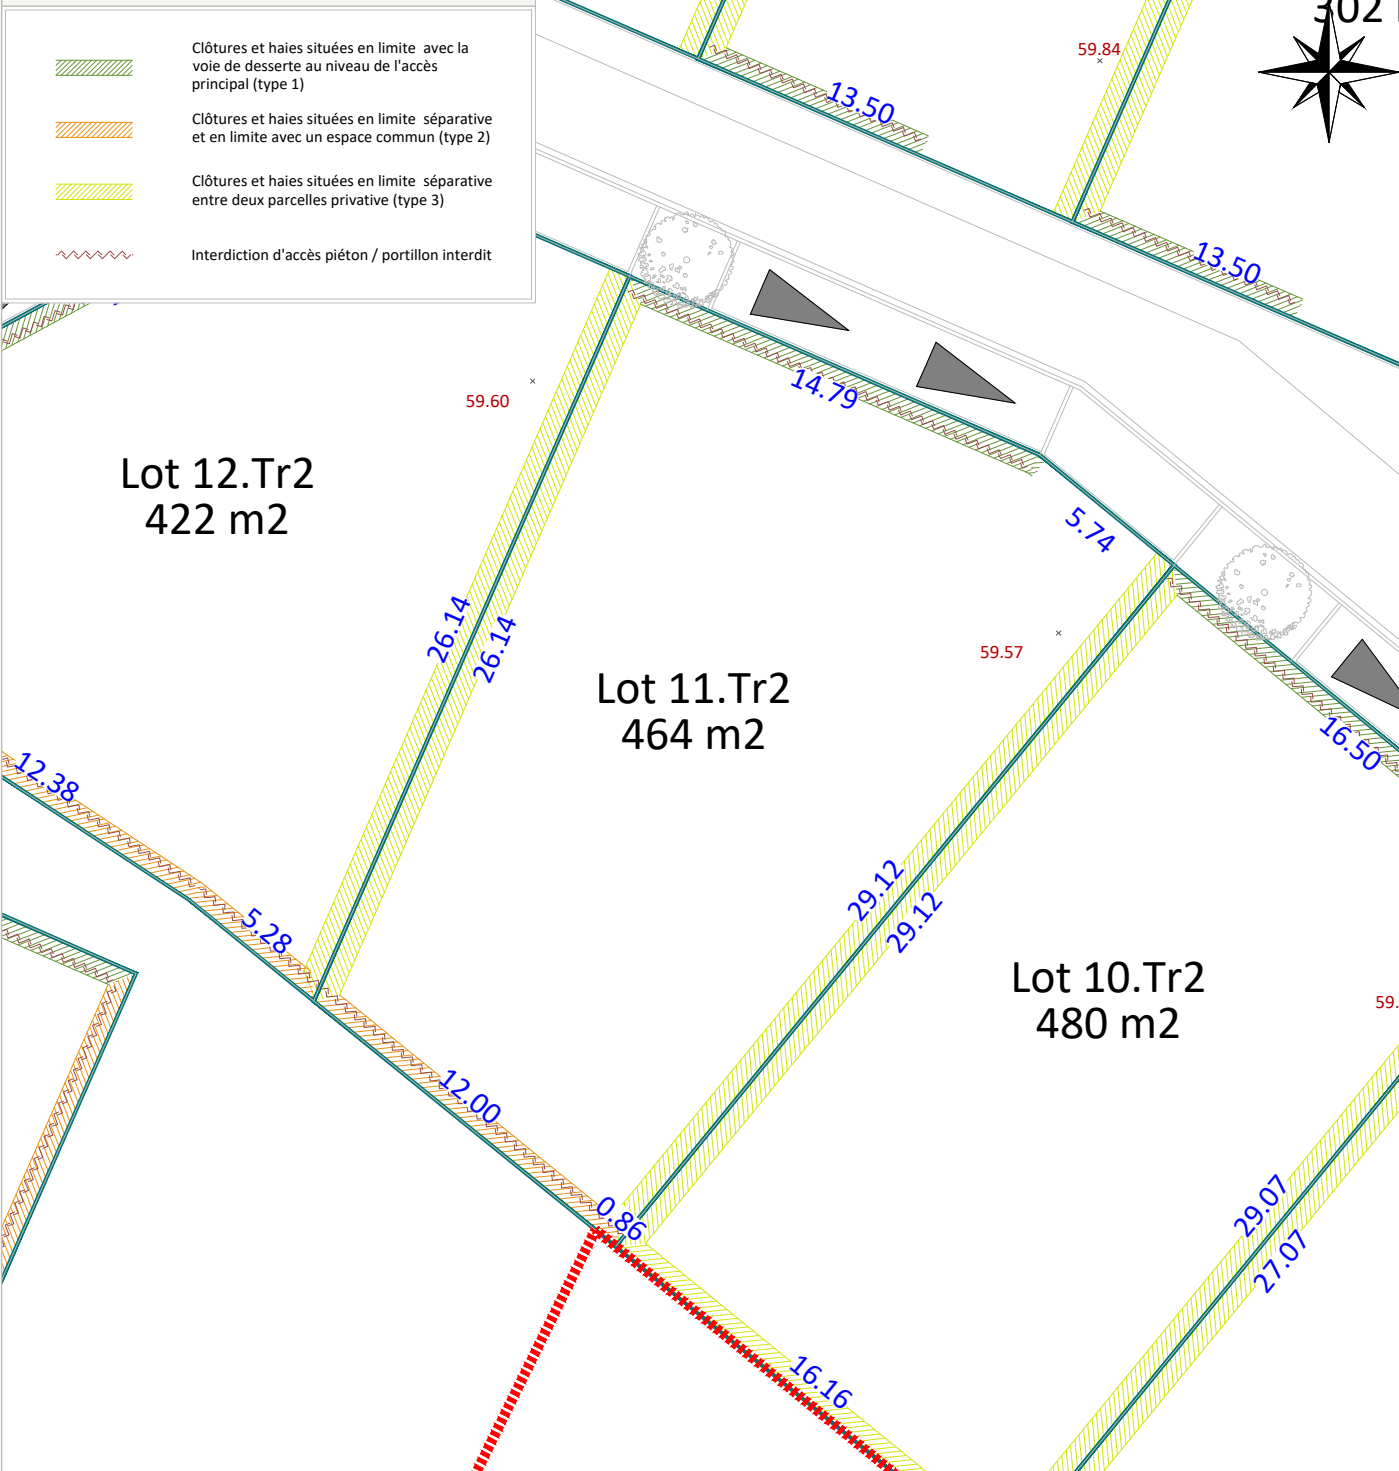 Clôtures et haies situées en limite avec la
voie de desserte au niveau de l'accès
principal (type 1)
Clôtures et haies situées en limite séparative
et en limite avec un espace commun (type 2)
Clôtures et haies situées en limite séparative
entre deux parcelles privative (type 3)
Interdiction d'accès piéton / portillon interdit
302
59.84
13.50
13.50
14.79
59.60
Lot 12.Tr2
422 m2
5.74
26.14
26.14
59.57
Lot 11.Tr2
464 m2
16.50
12.38
29.12
29.12
5.28
Lot 10.Tr2
480 m2
59.
12.00
0.86
29.07
27.07
16.16